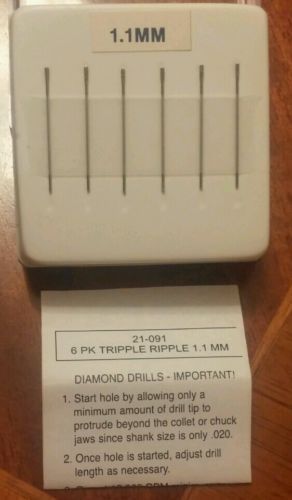 1.1MM
21-091
6 PK TRIPPLE RIPPLE 1.1 MM
DIAMOND DRILLS - IMPORTANT!
1. Start hole by allowing only a
minimum amount of drill tip to
protrude beyond the collet or chuck
jaws since shank size is only .020.
2. Once hole is started, adjust drill
length as necessary.